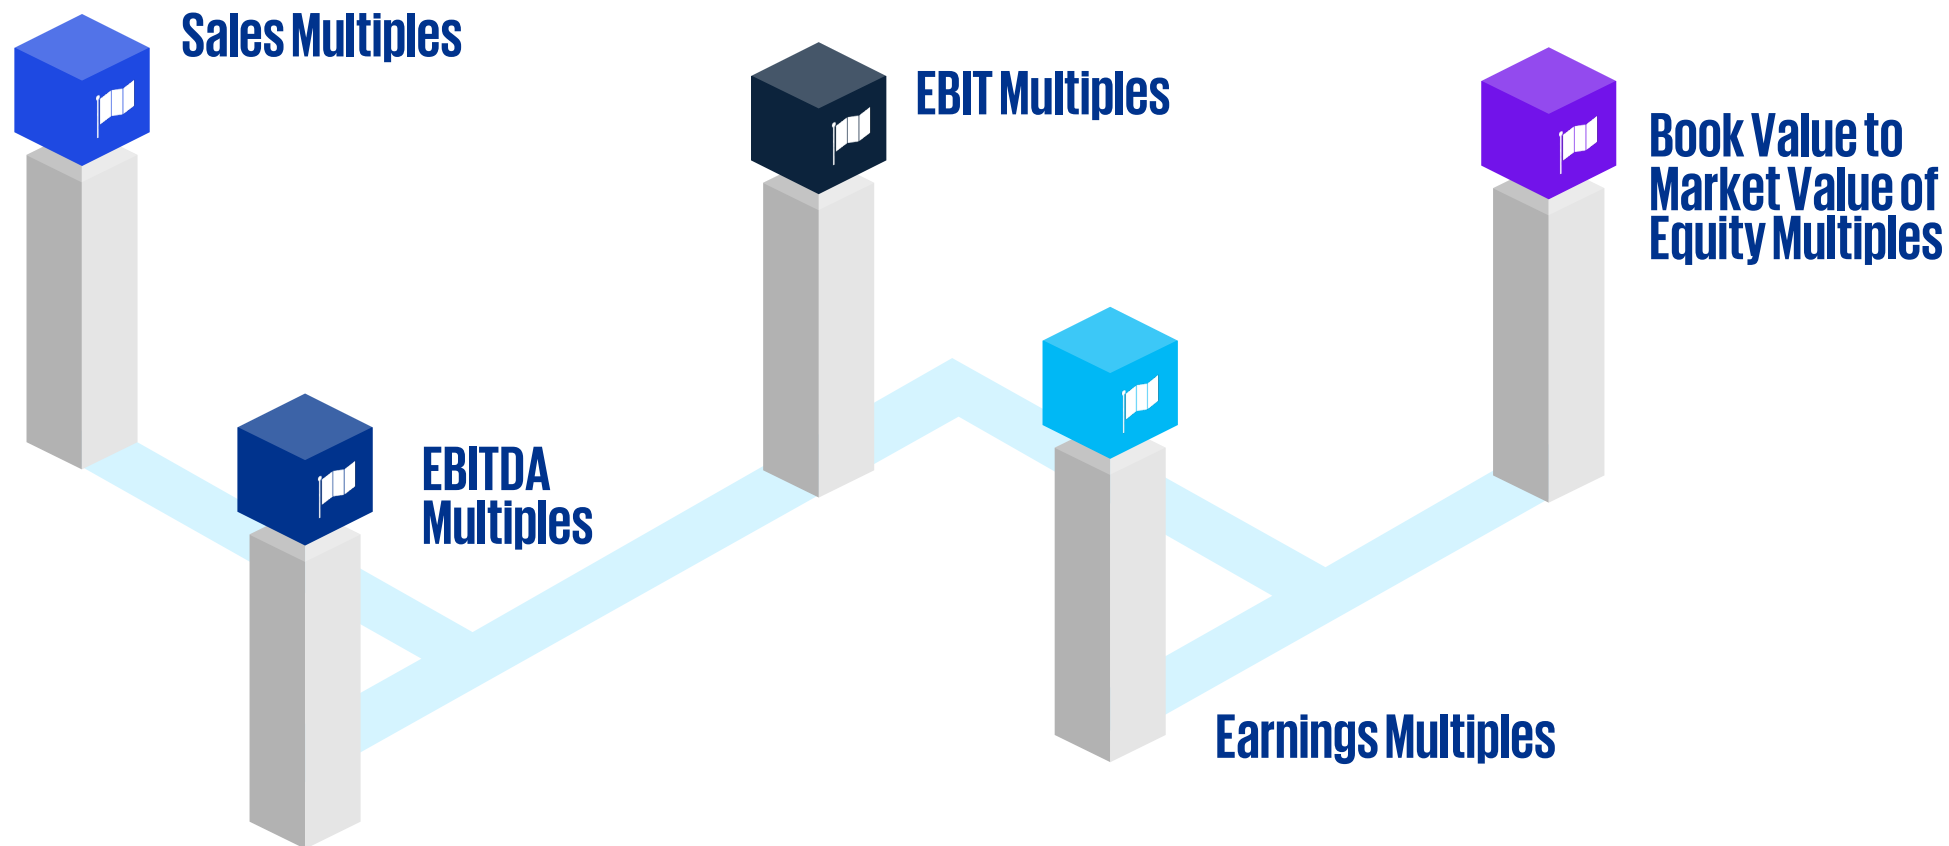 Sales Multiples
EBITDA
Multiples
EBIT Multiples
Earnings Multiples
Book Value to
Market Value of
Equity Multiples